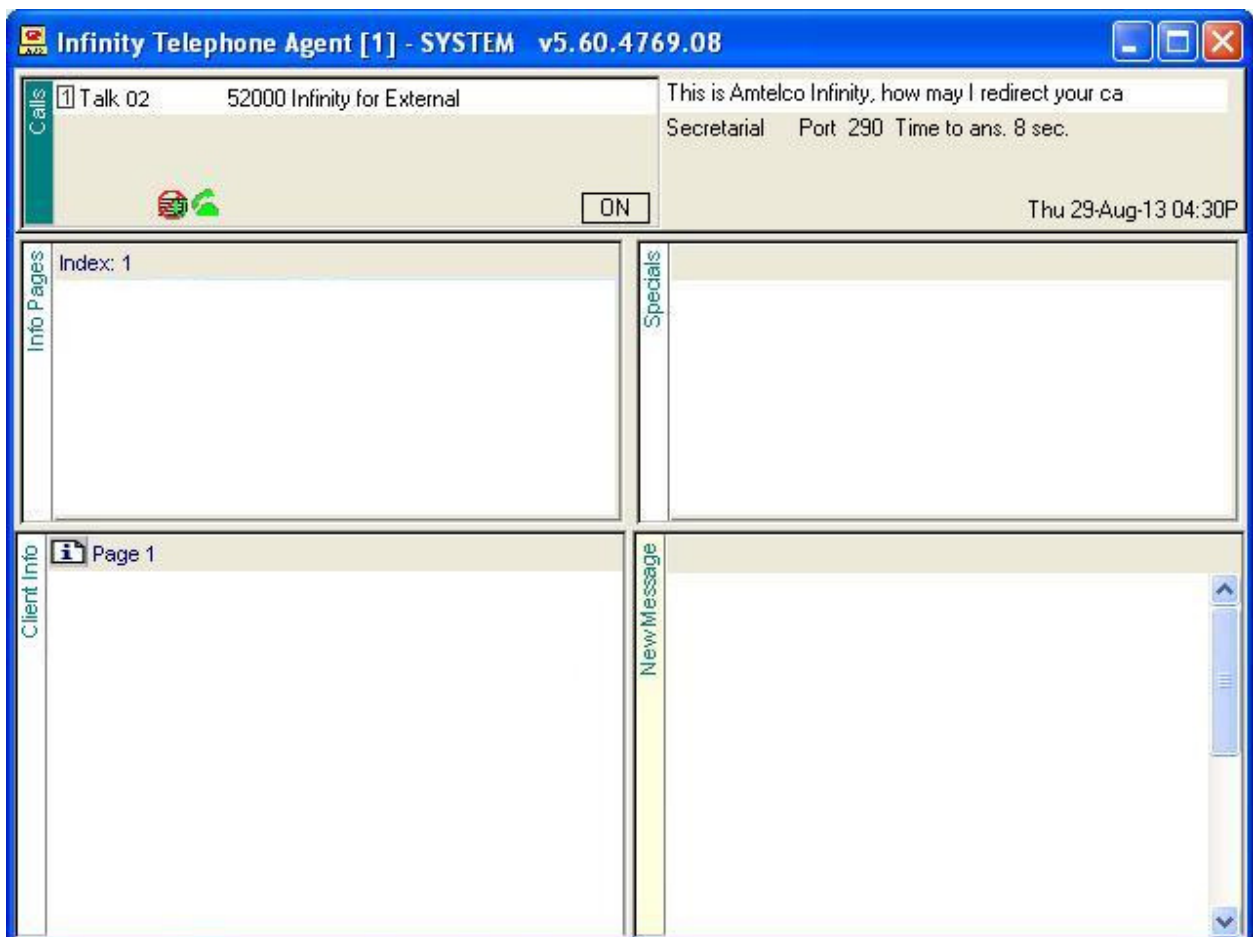 Infinity Telephone Agent [1] - SYSTEM v5.60.4769.08
Calls
1 Talk 02 52000 Infinity for External
This is Amtelco Infinity, how may I redirect your ca
Secretarial Port 290 Time to ans. 8 sec.
ON
Thu 29-Aug-13 04:30P
Info Pages
Index: 1
Specials
Client Info
Page 1
New Message